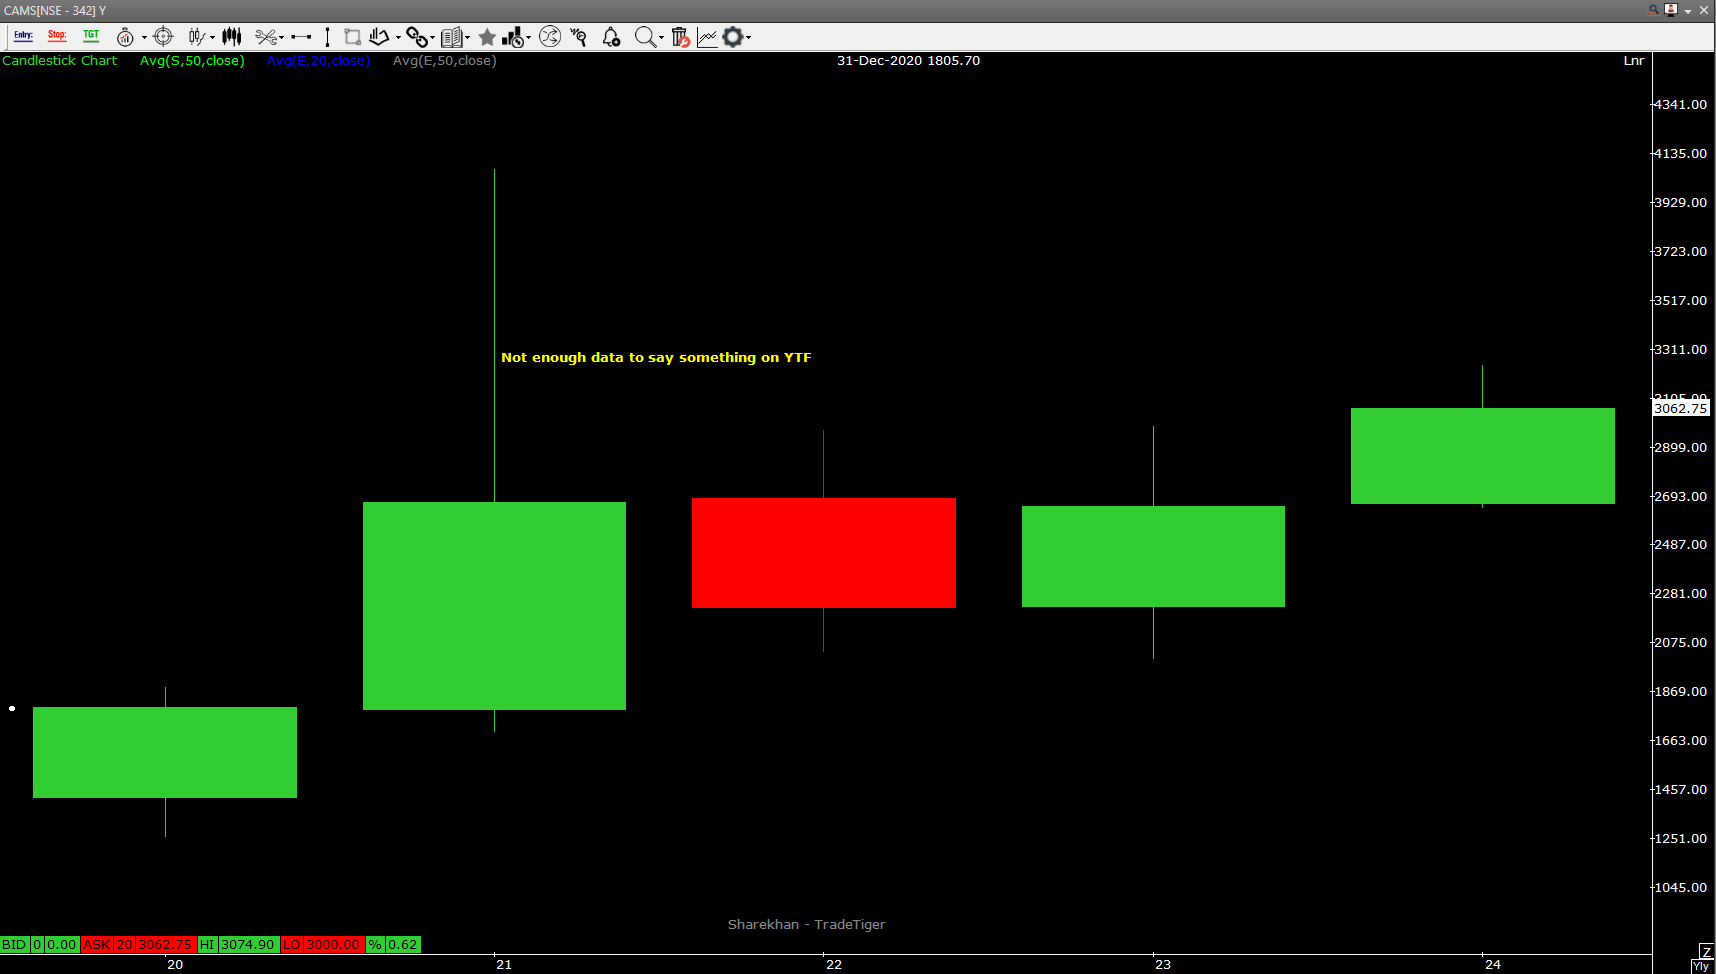 CAMS[NSE - 342] Y
Entry: Stop: TGT
Candlestick Chart Avg(S,50,close) Avg(E,20,close) Avg(E,50,close) 31-Dec-2020 1805.70 Lnr
4341.00
4135.00
3929.00
3723.00
3517.00
Not enough data to say something on YTF
3311.00
3105.00
3062.75
2899.00
2693.00
2487.00
2281.00
2075.00
1869.00
1663.00
1457.00
1251.00
1045.00
Sharekhan - TradeTiger
BID 0 0.00 ASK 20 3062.75 HI 3074.90 LO 3000.00 % 0.62
Z
20 21 22 23 24 Yly